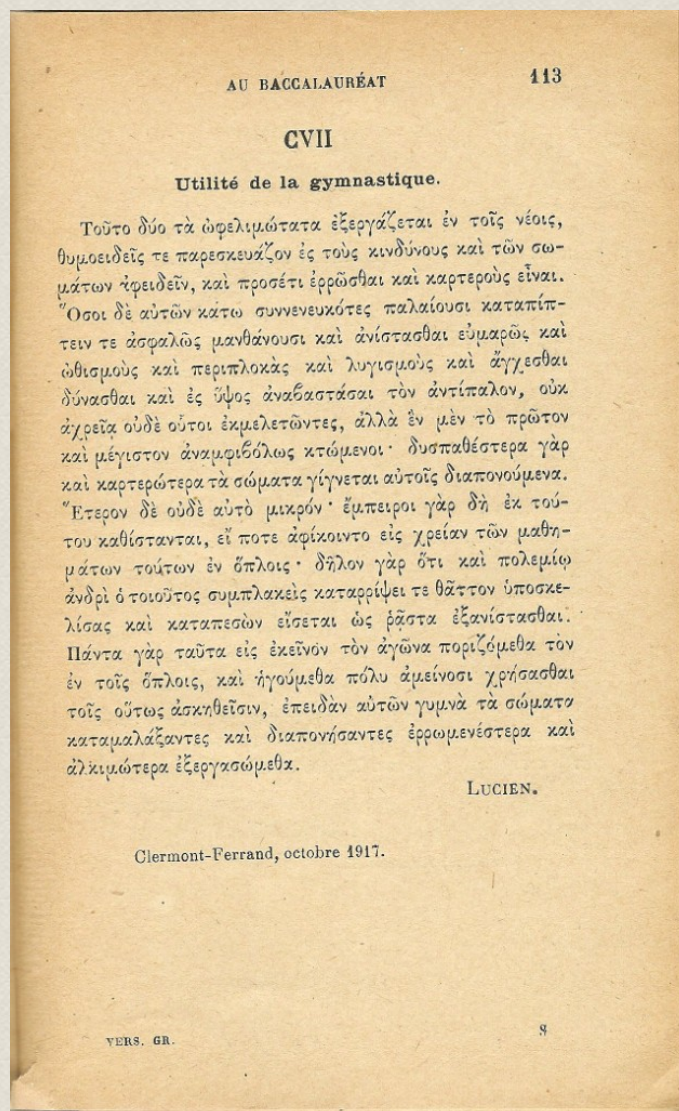 AU BACCALAURÉAT 113
CVII
Utilité de la gymnastique.
Τοῦτο δύο τὰ ὠφελιμώτατα ἐξεργάζεται ἐν τοῖς νέοις,
θυμοειδεῖς τε παρεσκευάζον ἐς τοὺς κινδύνους καὶ τῶν σω-
μάτων ἀφειδεῖν, καὶ προσέτι ἐρρῶσθαι καὶ καρτεροὺς εἶναι.
Ὅσοι δὲ αὐτῶν κάτω συννενευκότες παλαίουσι καταπίπ-
τειν τε ἀσφαλῶς μανθάνουσι καὶ ἀνίστασθαι εὐμαρῶς καὶ
ὠθισμοὺς καὶ περιπλοκὰς καὶ λυγισμοὺς καὶ ἄγχεσθαι
δύνασθαι καὶ ἐς ὕψος ἀναβαστάσαι τὸν ἀντίπαλον, οὐκ
ἀχρεῖα οὐδὲ οὗτοι ἐκμελετῶντες, ἀλλὰ ἓν μὲν τὸ πρῶτον
καὶ μέγιστον ἀναμφιβόλως κτώμενοι· δυσπαθέστερα γὰρ
καὶ καρτερώτερα τὰ σώματα γίγνεται αὐτοῖς διαπονούμενα.
Ἕτερον δὲ οὐδὲ αὐτὸ μικρόν· ἔμπειροι γὰρ δὴ ἐκ τού-
του καθίστανται, εἴ ποτε ἀφίκοιντο εἰς χρείαν τῶν μαθη-
μάτων τούτων ἐν ὅπλοις· δῆλον γὰρ ὅτι καὶ πολεμίῳ
ἀνδρὶ ὁ τοιοῦτος συμπλακεὶς καταρρίψει τε θᾶττον ὑποσκε-
λίσας καὶ καταπεσὼν εἴσεται ὡς ῥᾷστα ἐξανίστασθαι.
Πάντα γὰρ ταῦτα εἰς ἐκεῖνον τὸν ἀγῶνα ποριζόμεθα τὸν
ἐν τοῖς ὅπλοις, καὶ ἡγούμεθα πόλυ ἀμείνοσι χρήσασθαι
τοῖς οὕτως ἀσκηθεῖσιν, ἐπειδὰν αὐτῶν γυμνὰ τὰ σώματα
καταμαλάξαντες καὶ διαπονήσαντες ἐρρωμενέστερα καὶ
ἀλκιμώτερα ἐξεργασώμεθα.
LUCIEN.
Clermont-Ferrand, octobre 1917.
VERS. GR. 8